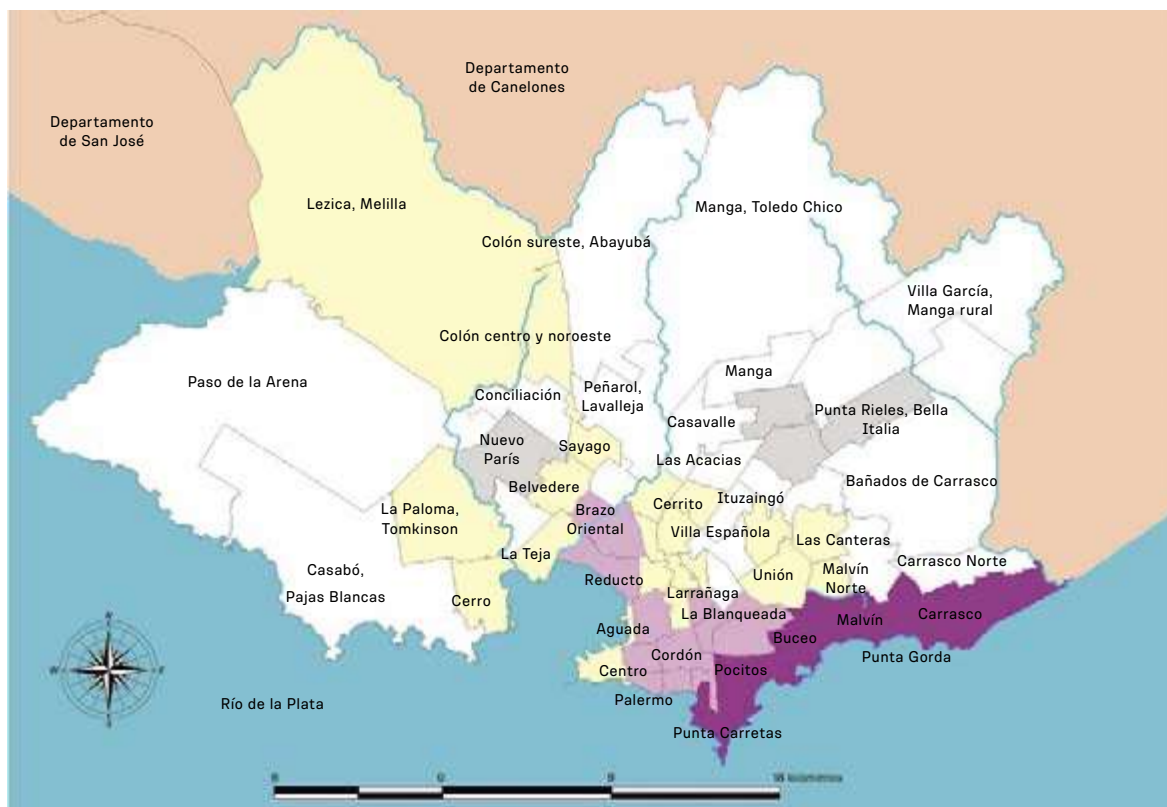 Departamento
de Canelones
Departamento
de San José
Lezica, Melilla
Manga, Toledo Chico
Colón sureste, Abayubá
Villa García,
Manga rural
Colón centro y noroeste
Paso de la Arena
Manga
Peñarol,
Lavalleja
Conciliación
Punta Rieles, Bella
Italia
Casavalle
Nuevo
París
Sayago
Las Acacias
Bañados de Carrasco
Belvedere
Ituzaingó
Cerrito
La Paloma,
Tomkinson
Brazo
Oriental
Villa Española
Las Canteras
La Teja
Carrasco Norte
Casabó,
Pajas Blancas
Unión
Malvín
Norte
Reducto
Larrañaga
Cerro
La Blanqueada
Malvín
Carrasco
Aguada
Buceo
Cordón
Punta Gorda
Centro
Pocitos
Palermo
Río de la Plata
Punta Carretas
N
W
E
S
9
18 kilómetros